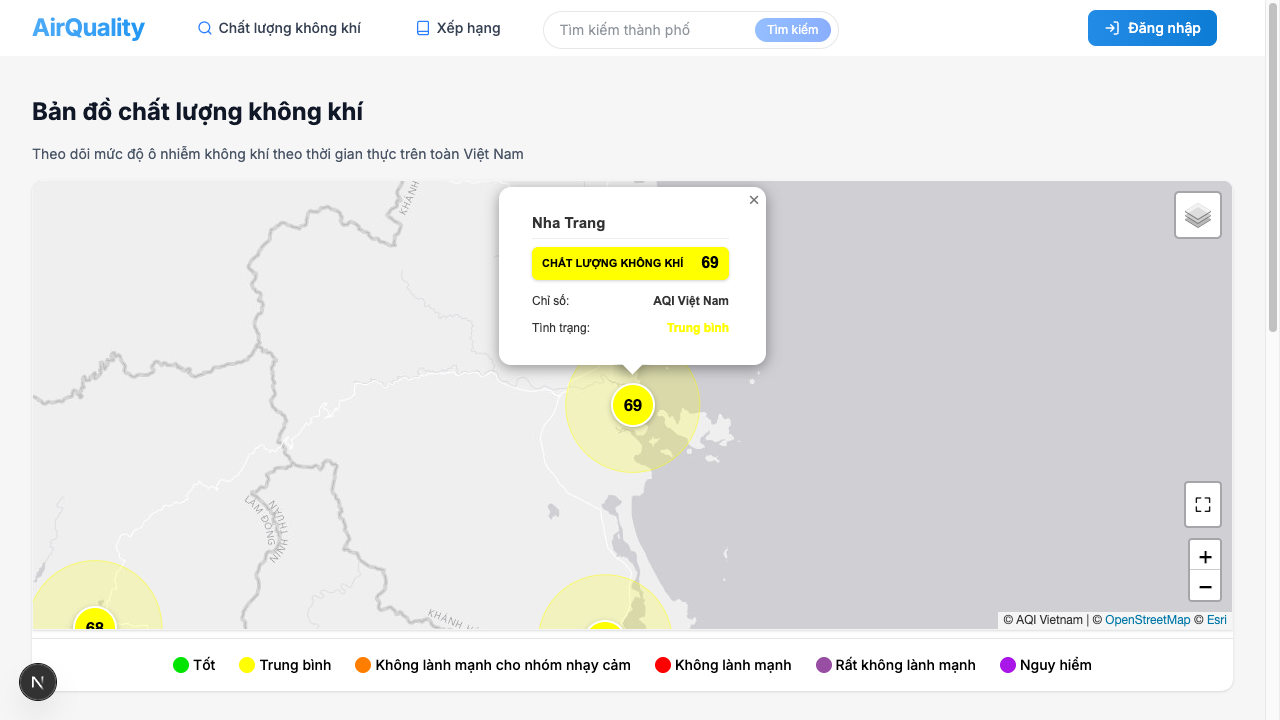 AirQuality
Chất lượng không khí
Xếp hạng
Tìm kiếm thành phố
Tìm kiếm
Đăng nhập
Bản đồ chất lượng không khí
Theo dõi mức độ ô nhiễm không khí theo thời gian thực trên toàn Việt Nam
KHÁNH
×
Nha Trang
CHẤT LƯỢNG KHÔNG KHÍ 69
Chỉ số: AQI Việt Nam
Tình trạng: Trung bình
69
LÂM ĐỒNG
NINH THUẬN
KHÁNH H
68
+
−
© AQI Vietnam | © OpenStreetMap © Esri
Tốt
Trung bình
Không lành mạnh cho nhóm nhạy cảm
Không lành mạnh
Rất không lành mạnh
Nguy hiểm
N